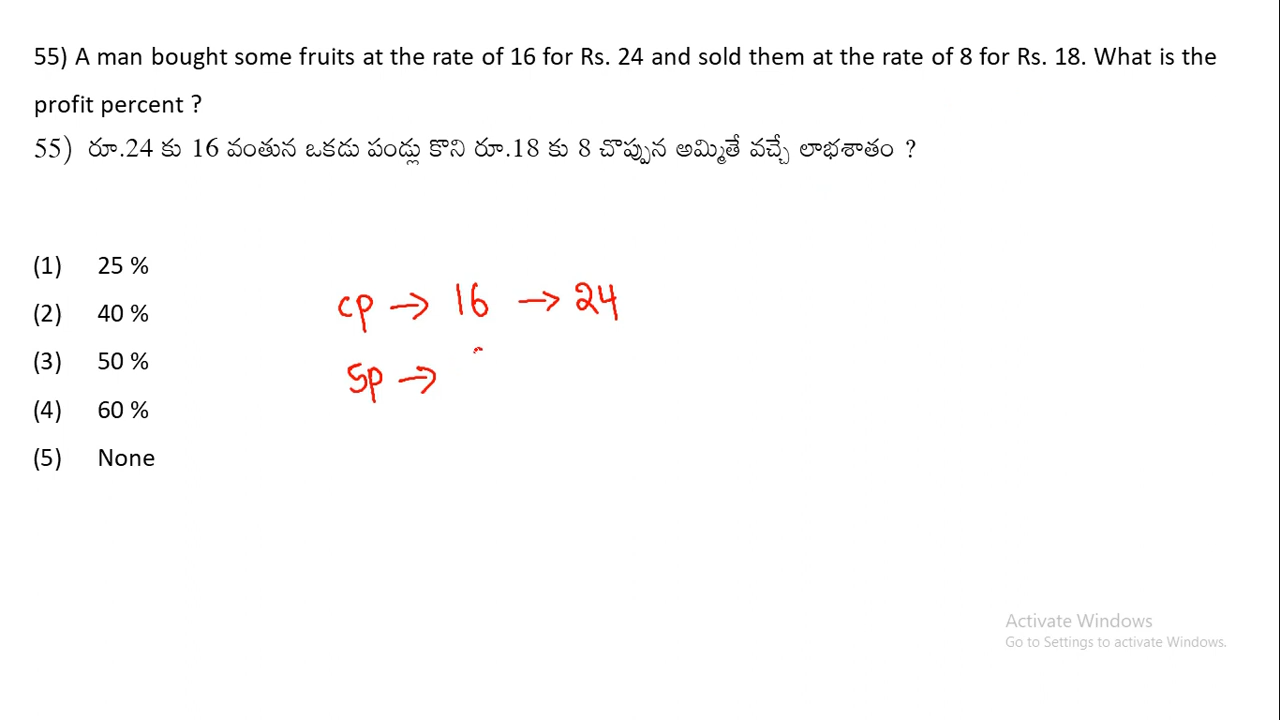 55) A man bought some fruits at the rate of 16 for Rs. 24 and sold them at the rate of 8 for Rs. 18. What is the
profit percent ?
55) రూ.24 కు 16 వంతున ఒకడు పండ్లు కొని రూ.18 కు 8 చొప్పున అమ్మితే వచ్చే లాభశాతం ?
(1) 25 %
(2) 40 %
(3) 50 %
(4) 60 %
(5) None
CP → 16 → 24
SP →
Activate Windows
Go to Settings to activate Windows.